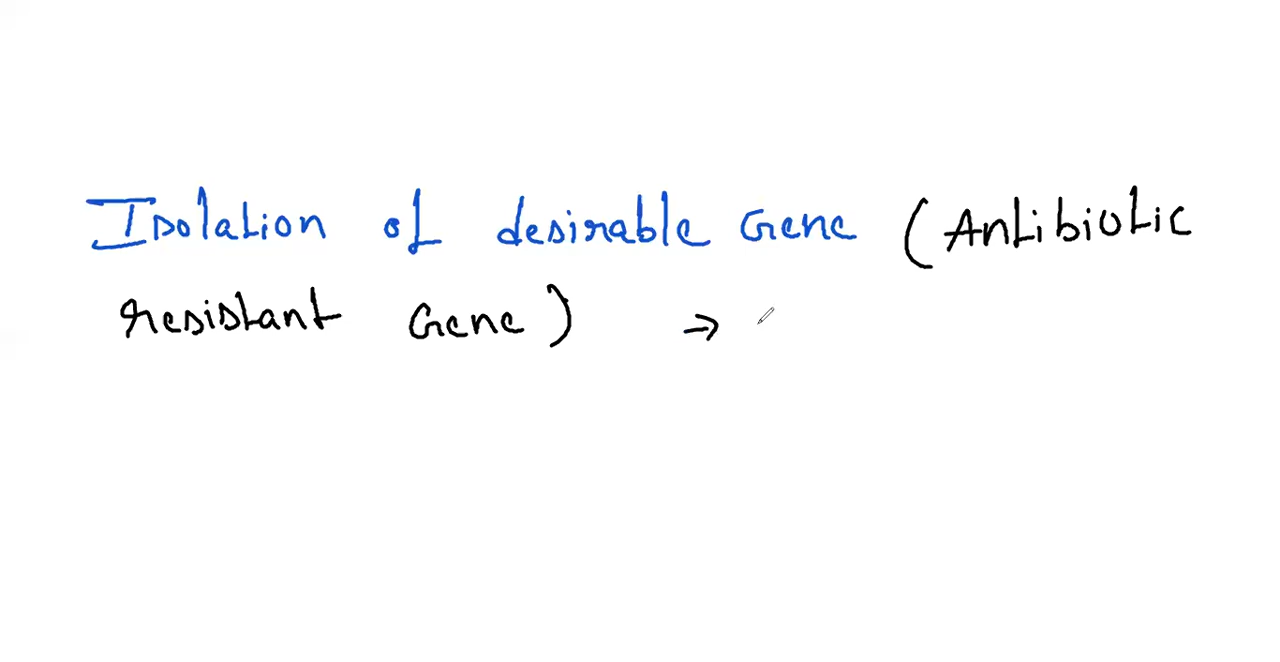 Isolation of desirable Gene (Antibiotic
resistant Gene) →